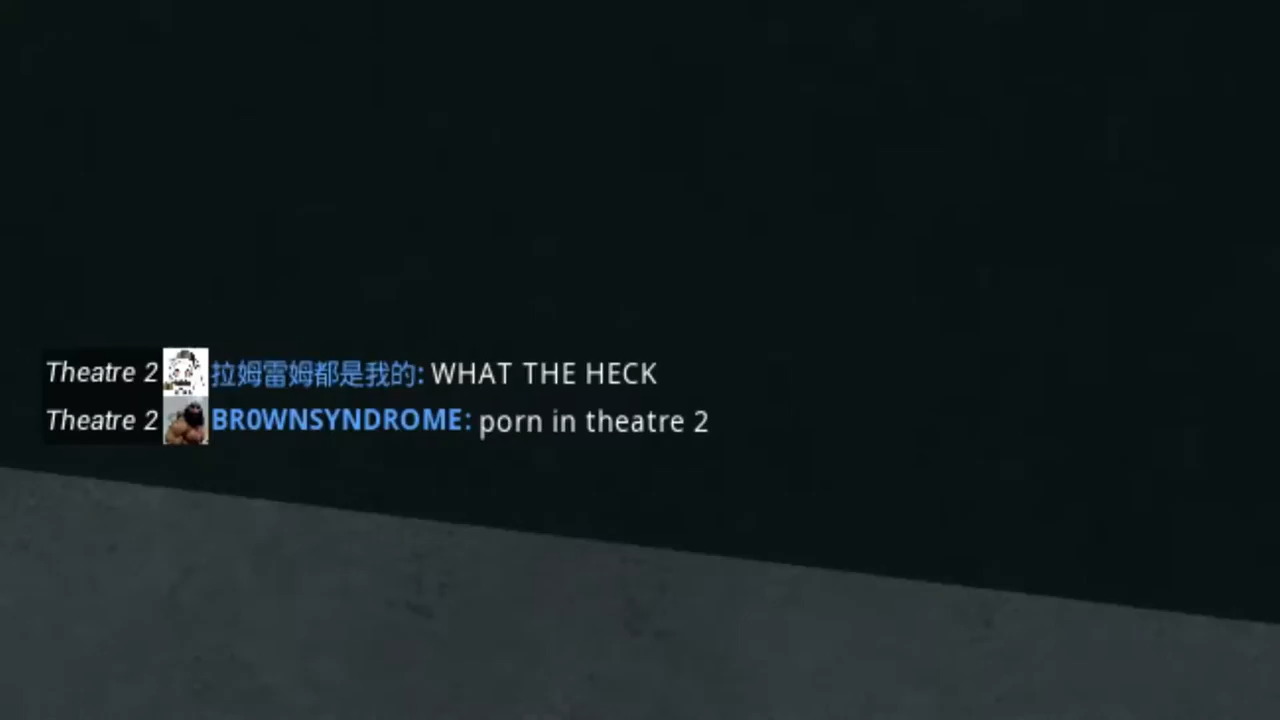 Theatre 2 拉姆雷姆都是我的: WHAT THE HECK
Theatre 2 BR0WNSYNDROME: porn in theatre 2